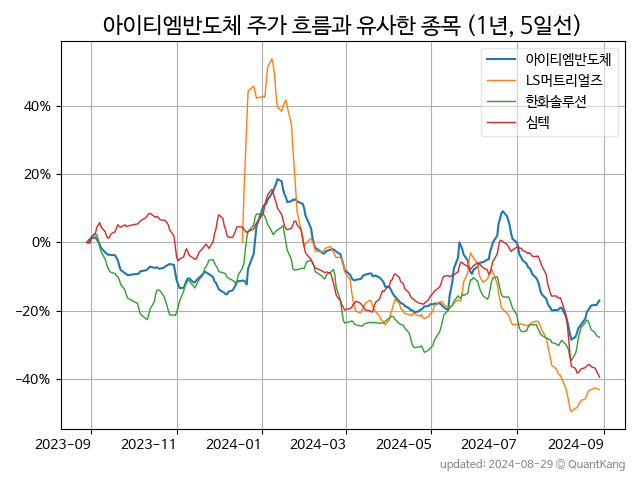 아이티엠반도체 주가 흐름과 유사한 종목 (1년, 5일선)
아이티엠반도체
LS머트리얼즈
한화솔루션
심텍
40%
20%
0%
−20%
−40%
2023-09 2023-11 2024-01 2024-03 2024-05 2024-07 2024-09
updated: 2024-08-29 © QuantKang